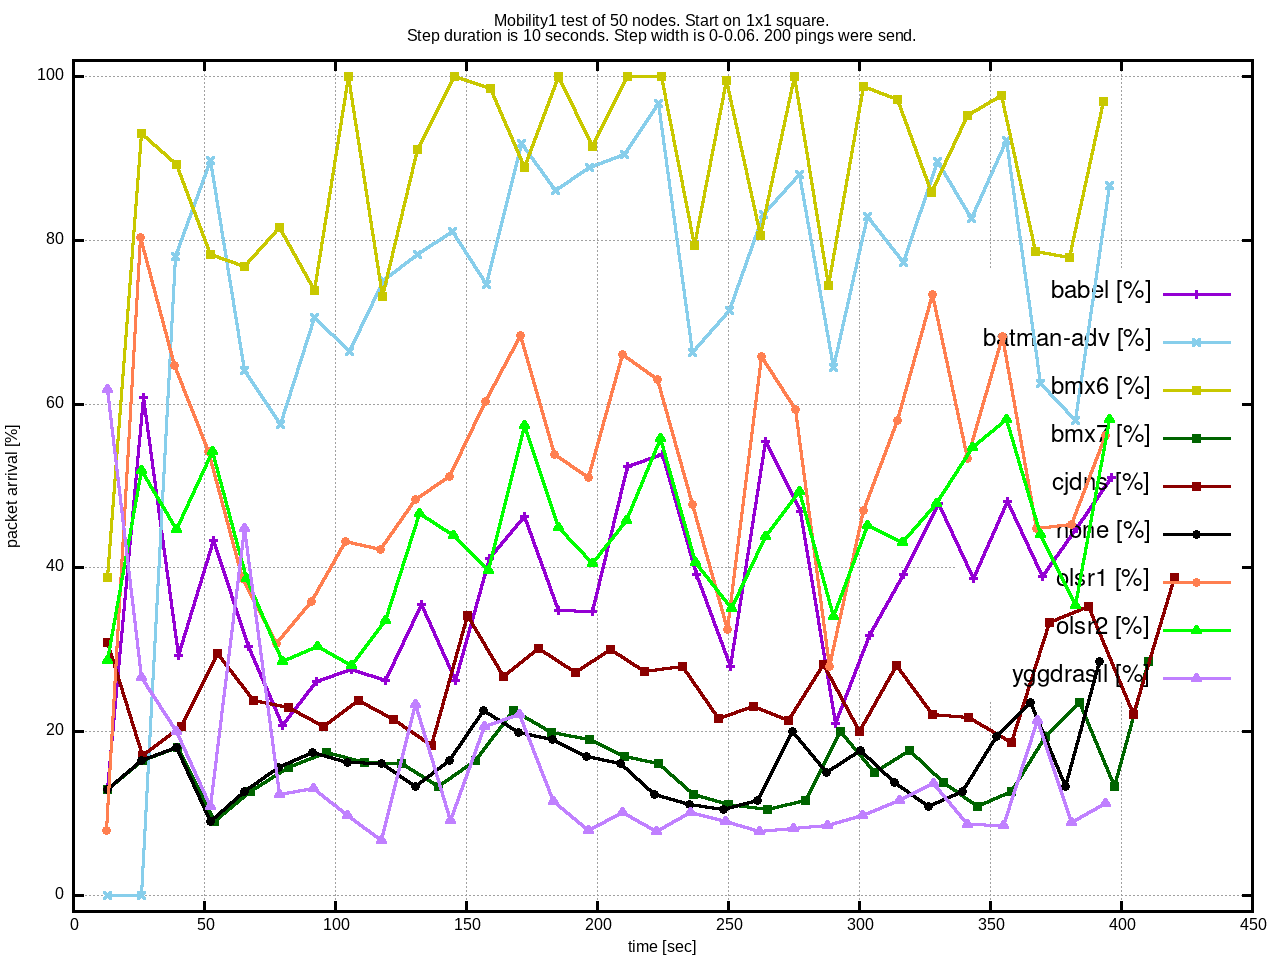 Mobility1 test of 50 nodes. Start on 1x1 square.
Step duration is 10 seconds. Step width is 0-0.06. 200 pings were send.
100
80
60
40
20
0
packet arrival [%]
babel [%]
batman-adv [%]
bmx6 [%]
bmx7 [%]
cjdns [%]
none [%]
olsr1 [%]
olsr2 [%]
yggdrasil [%]
0 50 100 150 200 250 300 350 400 450
time [sec]